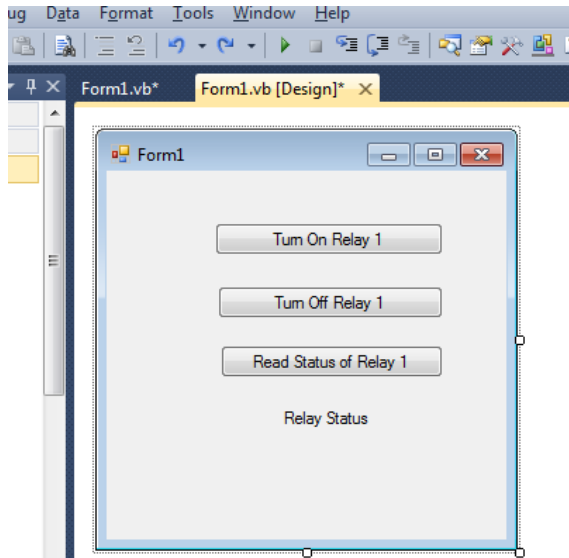 ug Data Format Tools Window Help
Form1.vb* Form1.vb [Design]*
Form1
Turn On Relay 1
Turn Off Relay 1
Read Status of Relay 1
Relay Status